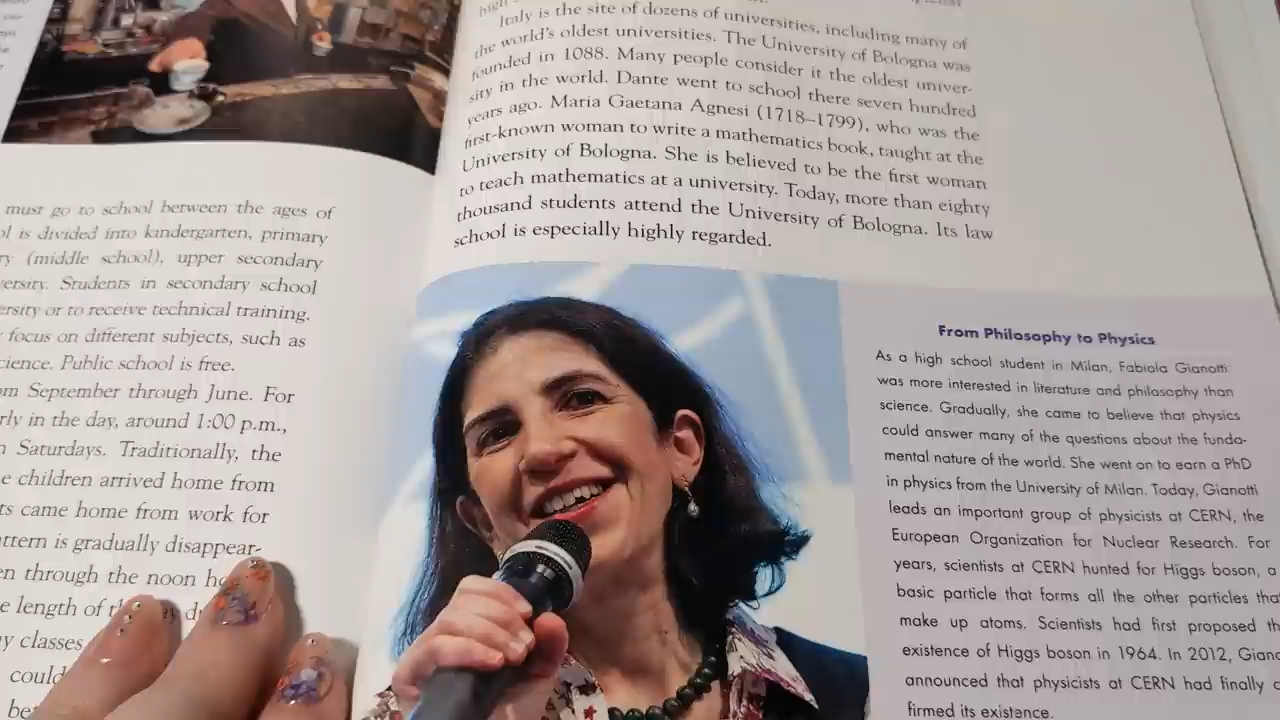 must go to school between the ages of
is divided into kindergarten, primary
(middle school), upper secondary
Students in secondary school
or to receive technical training.
focus on different subjects, such as
Public school is free.
September through June. For
in the day, around 1:00 p.m.,
Saturdays. Traditionally, the
children arrived home from
came home from work for
is gradually disappear-
through the noon
length of
classes
could
Italy is the site of dozens of universities, including many of
the world's oldest universities. The University of Bologna was
founded in 1088. Many people consider it the oldest univer-
sity in the world. Dante went to school there seven hundred
years ago. Maria Gaetana Agnesi (1718–1799), who was the
first-known woman to write a mathematics book, taught at the
University of Bologna. She is believed to be the first woman
to teach mathematics at a university. Today, more than eighty
thousand students attend the University of Bologna. Its law
school is especially highly regarded.
From Philosophy to Physics
As a high school student in Milan, Fabiola Gianotti
was more interested in literature and philosophy than
science. Gradually, she came to believe that physics
could answer many of the questions about the funda-
mental nature of the world. She went on to earn a PhD
in physics from the University of Milan. Today, Gianotti
leads an important group of physicists at CERN, the
European Organization for Nuclear Research. For
years, scientists at CERN hunted for Higgs boson, a
basic particle that forms all the other particles that
make up atoms. Scientists had first proposed
existence of Higgs boson in 1964. In 2012,
announced that physicists at CERN had finally
firmed its existence.